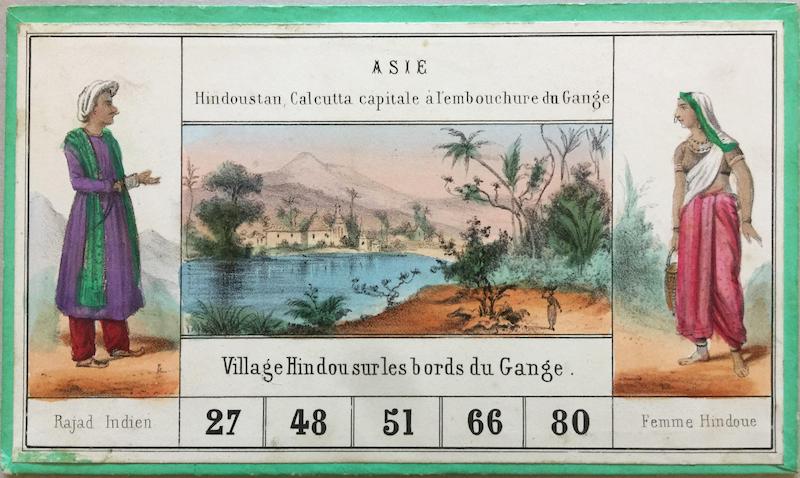 ASIE
Hindoustan, Calcutta capitale à l'embouchure du Gange
Village Hindou sur les bords du Gange.
Rajad Indien
27 48 51 66 80
Femme Hindoue